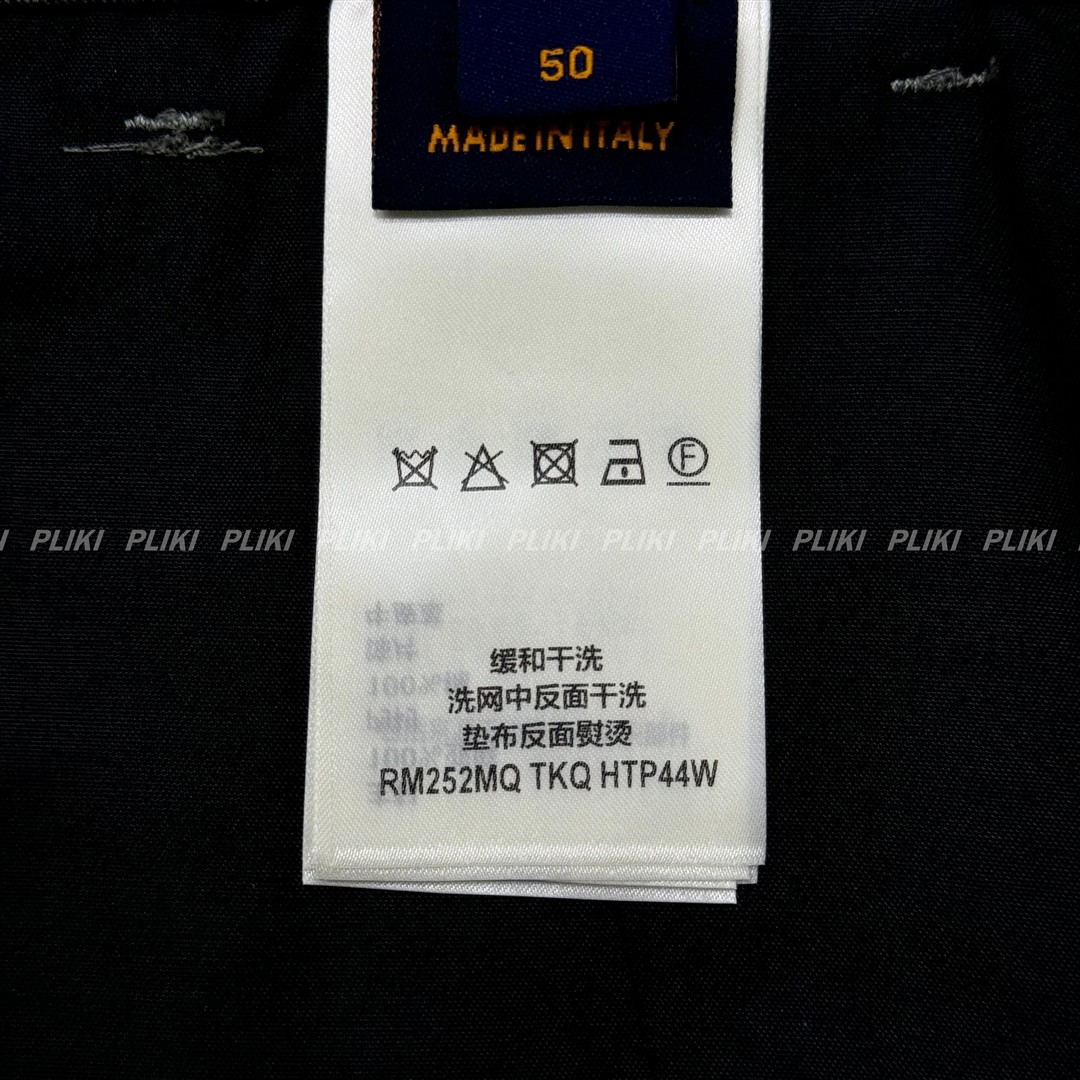 50
MADE IN ITALY
F
PLIKI PLIKI PLIKI PLIKI PLIKI PLIKI PLIKI PLIKI PLIKI PLIKI PLIKI
缓和干洗
洗网中反面干洗
垫布反面熨烫
RM252MQ TKQ HTP44W